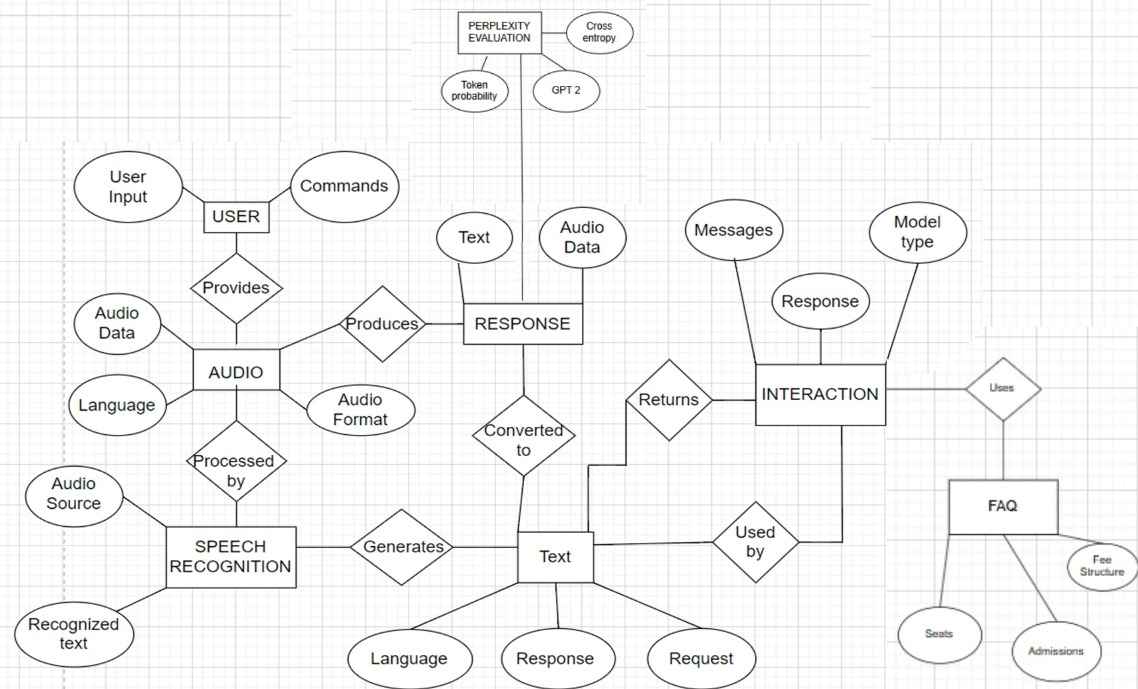 PERPLEXITY
EVALUATION
Cross
entropy
Token
probability
GPT 2
User
Input
Commands
USER
Provides
Text
Audio
Data
Messages
Model
type
Response
Audio
Data
Produces
RESPONSE
AUDIO
Language
Audio
Format
Returns
INTERACTION
Uses
Converted
to
Processed
by
Audio
Source
FAQ
SPEECH
RECOGNITION
Generates
Text
Used
by
Fee
Structure
Recognized
text
Language
Response
Request
Seats
Admissions